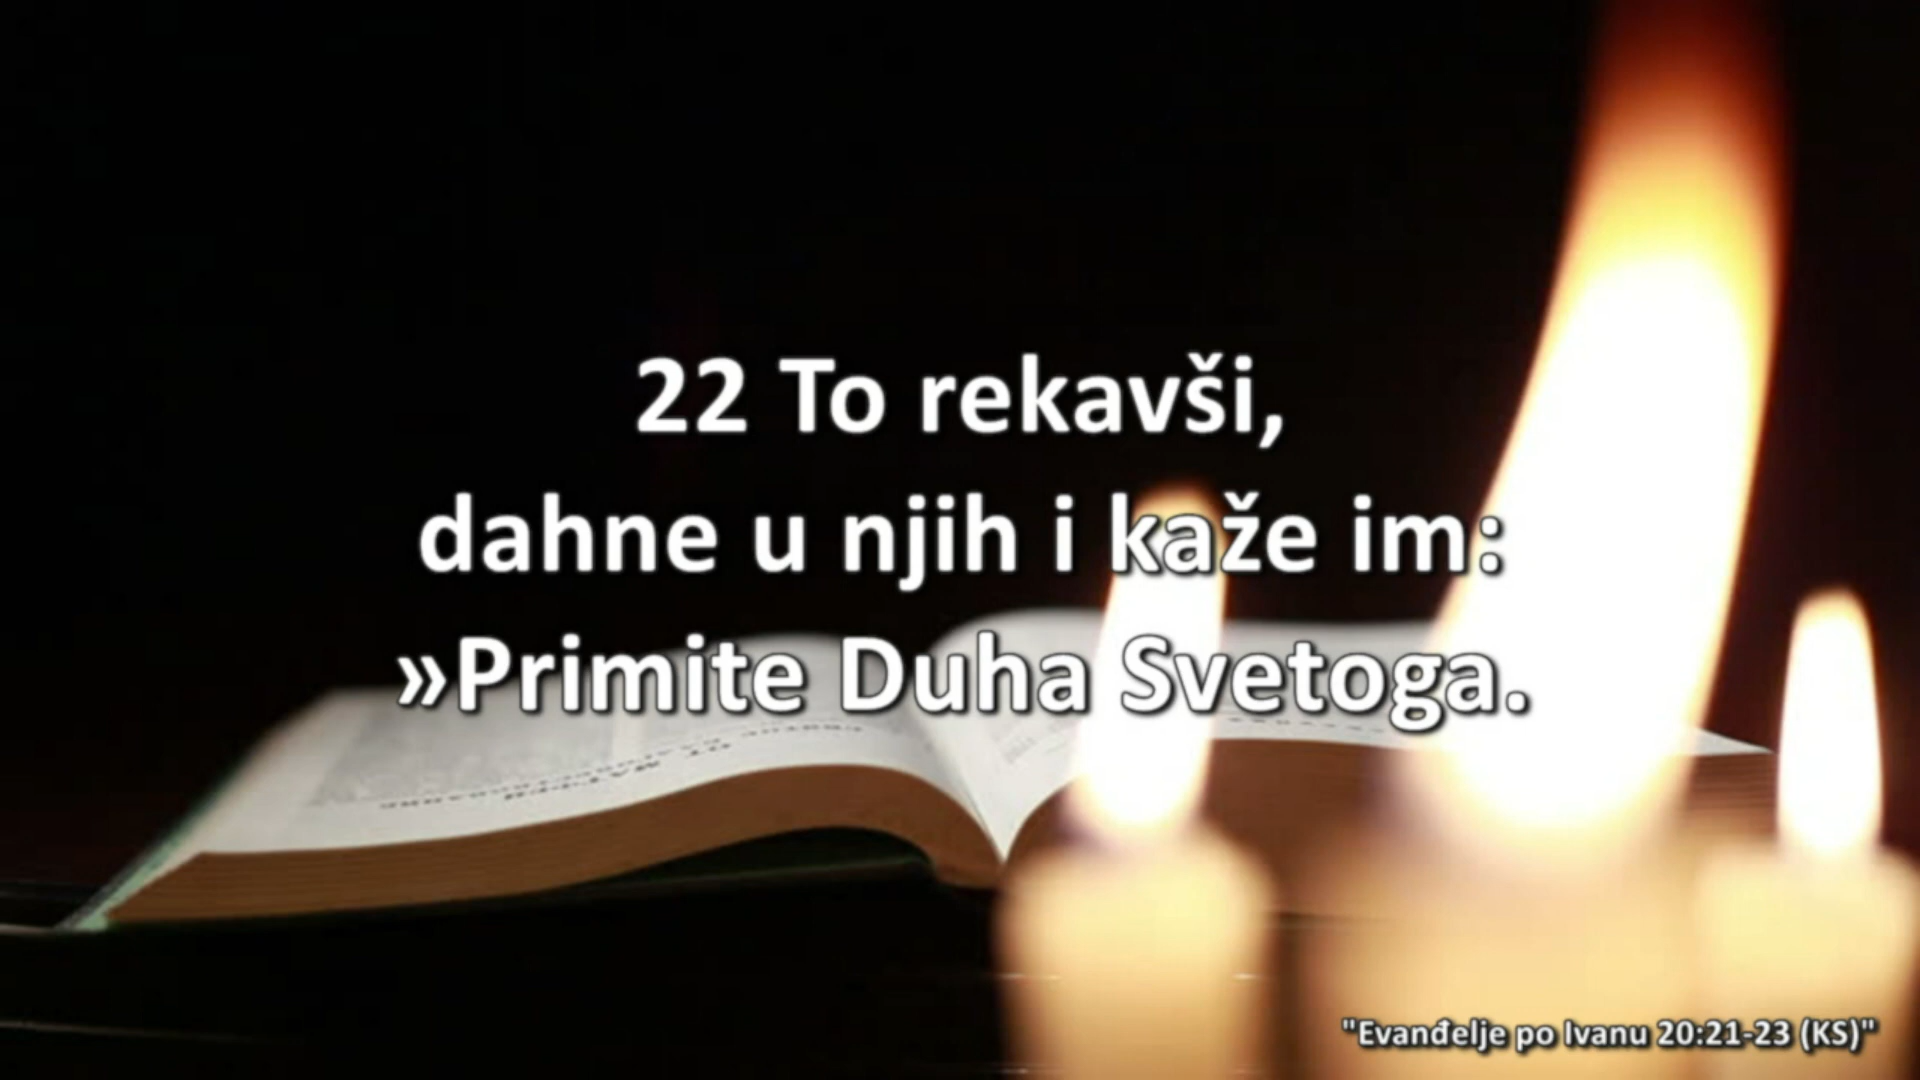 22 To rekavši,
dahne u njih i kaže im:
»Primite Duha Svetoga.
"Evanđelje po Ivanu 20:21-23 (KS)"